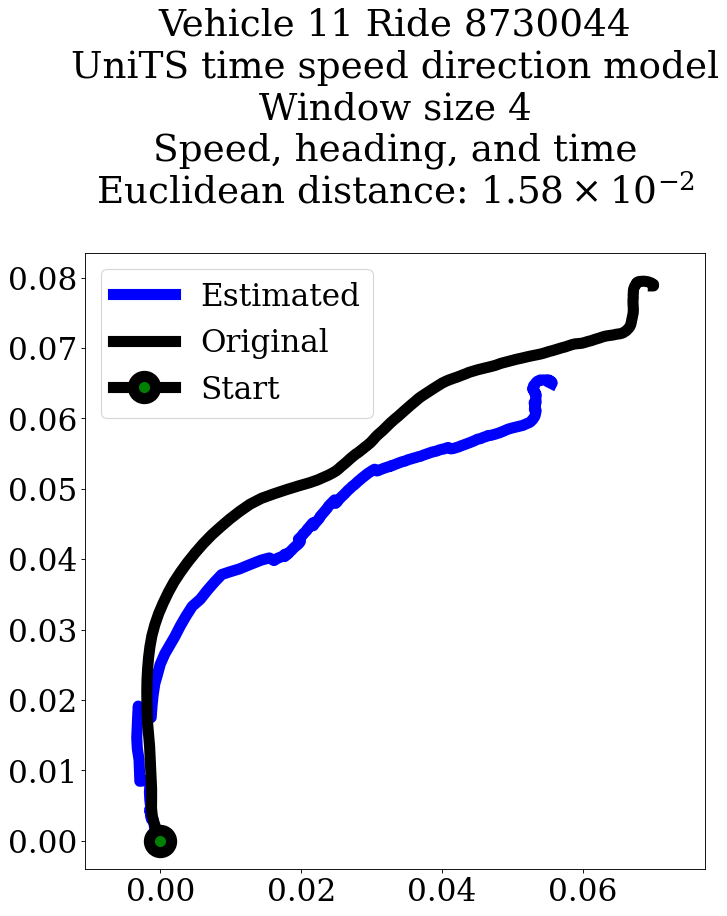 Vehicle 11 Ride 8730044
UniTS time speed direction model
Window size 4
Speed, heading, and time
Euclidean distance: 1.58 × 10⁻²
Estimated
Original
Start
0.08
0.07
0.06
0.05
0.04
0.03
0.02
0.01
0.00
0.00 0.02 0.04 0.06